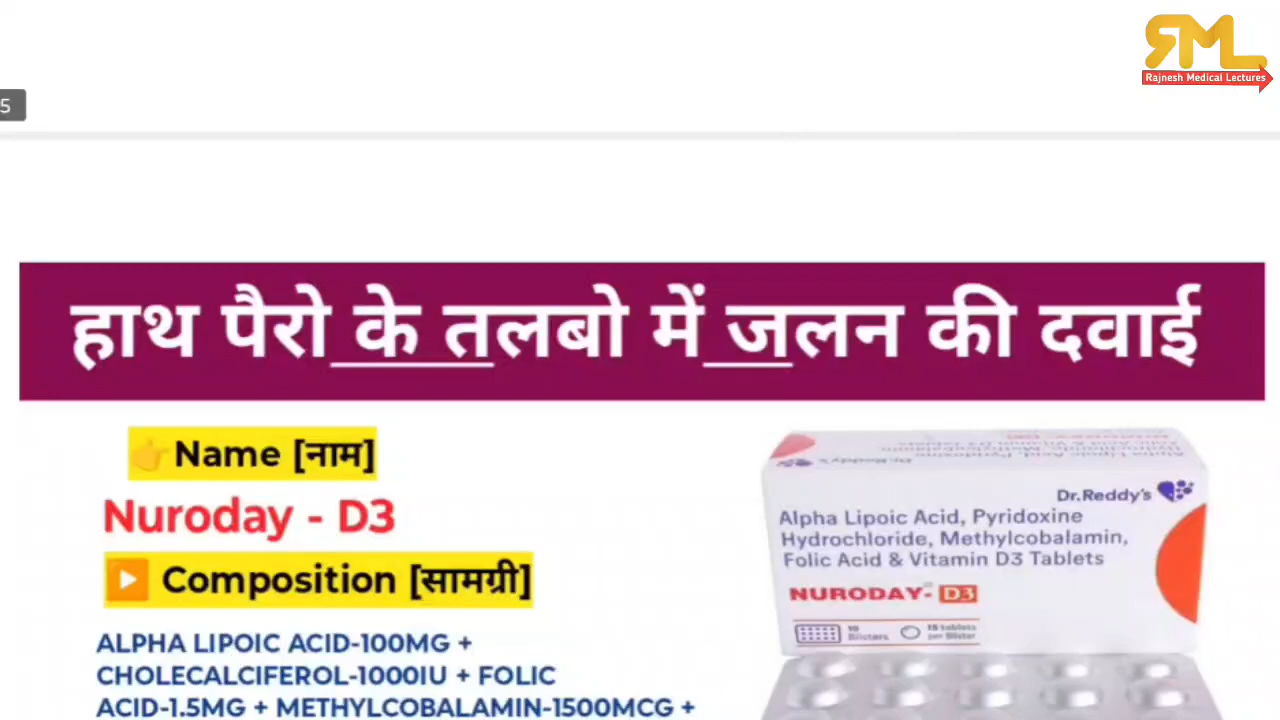 RML
Rajnesh Medical Lectures
5
हाथ पैरो के तलबो में जलन की दवाई
👉Name [नाम]
Nuroday - D3
▶️ Composition [सामग्री]
ALPHA LIPOIC ACID-100MG +
CHOLECALCIFEROL-1000IU + FOLIC
ACID-1.5MG + METHYLCOBALAMIN-1500MCG +
Dr.Reddy's
Alpha Lipoic Acid, Pyridoxine
Hydrochloride, Methylcobalamin,
Folic Acid & Vitamin D3 Tablets
NURODAY-D3
10 Blisters
15 tablets per Blister